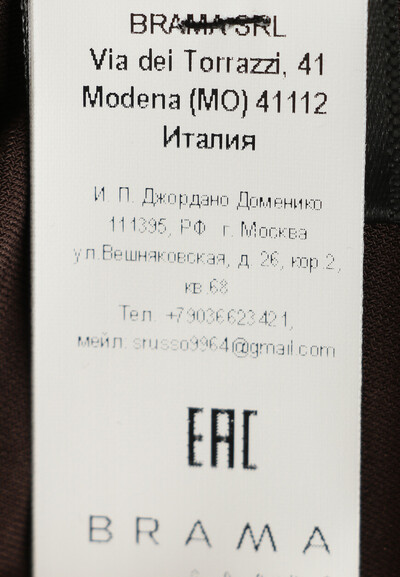 BRAMA SRL
Via dei Torrazzi, 41
Modena (MO) 41112
Италия
И. П. Джордано Доменико
111395, РФ г. Москва
ул.Вешняковская, д. 26, кор.2,
кв.68
Тел. +79036623421,
мейл: srusso9964@gmail.com
EAC
BRAMA